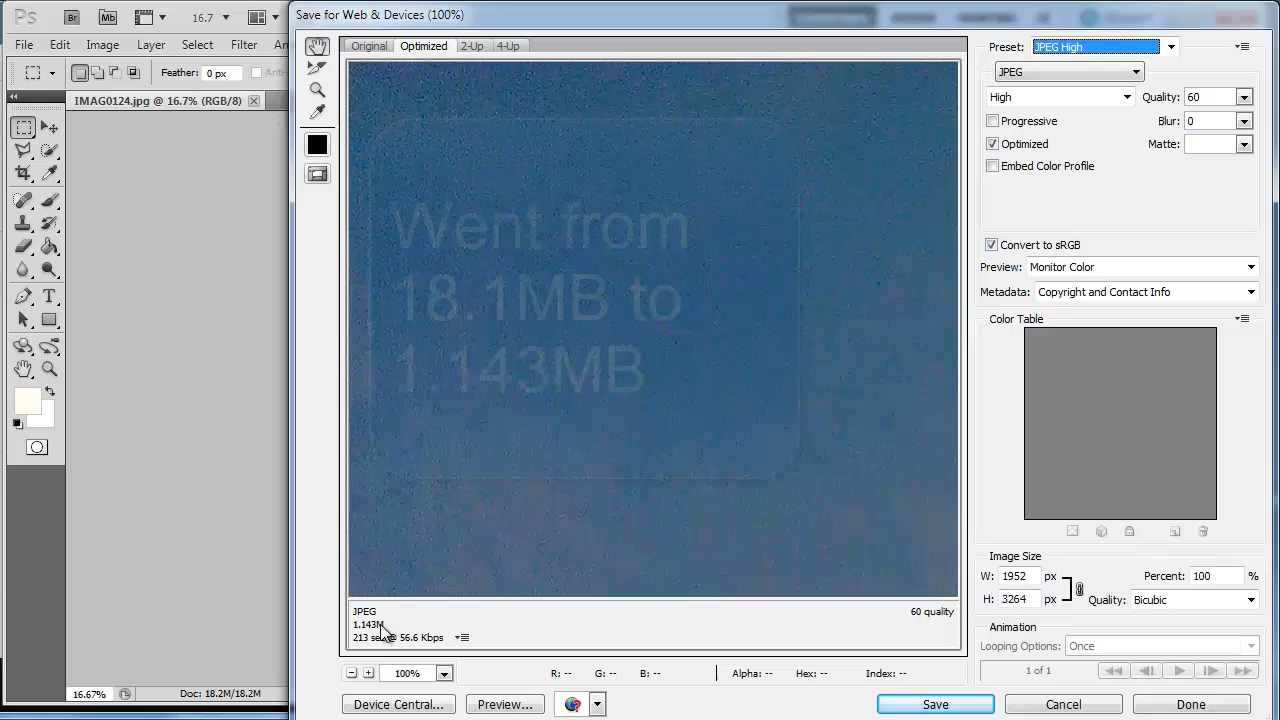 Ps Br Mb 16.7
Save for Web & Devices (100%)
File Edit Image Layer Select Filter
Feather: 0 px
IMAG0124.jpg @ 16.7% (RGB/8)
Original Optimized 2-Up 4-Up
Went from
18.1MB to
1.143MB
JPEG
60 quality
1.143M
@ 56.6 Kbps
100%
R: -- G: -- B: -- Alpha: -- Hex: -- Index: --
Device Central... Preview... Save Cancel Done
16.67% Doc: 18.2M/18.2M
Preset: JPEG High
JPEG
High Quality: 60
Progressive Blur: 0
Optimized Matte:
Embed Color Profile
Convert to sRGB
Preview: Monitor Color
Metadata: Copyright and Contact Info
Color Table
Image Size
W: 1952 px Percent: 100 %
H: 3264 px Quality: Bicubic
Animation
Looping Options: Once
1 of 1